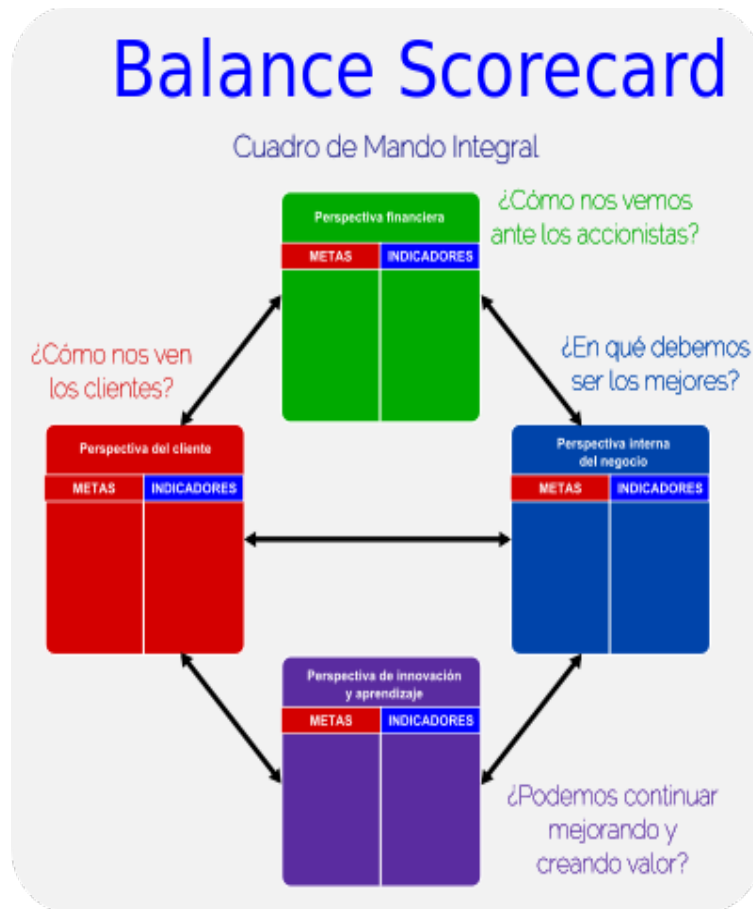 Balance Scorecard
Cuadro de Mando Integral
Perspectiva financiera
METAS INDICADORES
¿Cómo nos vemos
ante los accionistas?
¿Cómo nos ven
los clientes?
¿En qué debemos
ser los mejores?
Perspectiva del cliente
METAS INDICADORES
Perspectiva interna
del negocio
METAS INDICADORES
Perspectiva de innovación
y aprendizaje
METAS INDICADORES
¿Podemos continuar
mejorando y
creando valor?